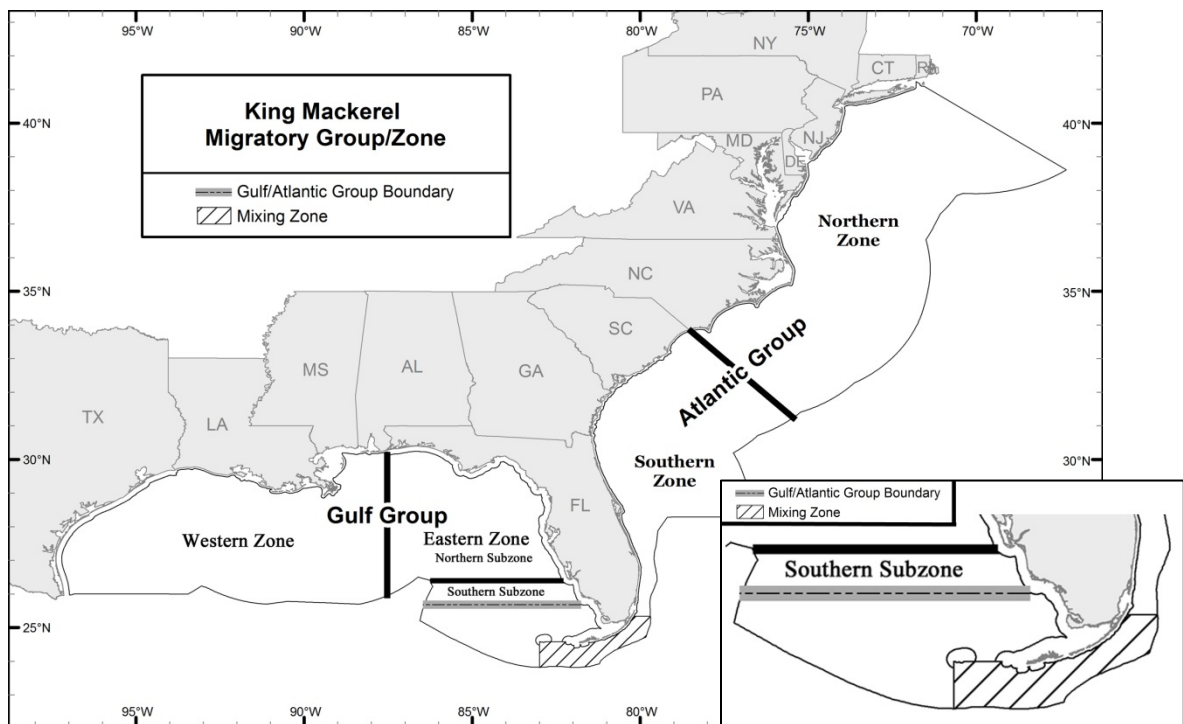 95°W
90°W
85°W
80°W
75°W
70°W
NY
CT
RI
PA
40°N
40°N
King Mackerel
Migratory Group/Zone
Gulf/Atlantic Group Boundary
Mixing Zone
MD
NJ
DE
VA
Northern
Zone
NC
35°N
35°N
SC
MS
AL
GA
TX
LA
Atlantic Group
30°N
30°N
Southern
Zone
FL
Gulf Group
Western Zone
Eastern Zone
Northern Subzone
Southern Subzone
25°N
Gulf/Atlantic Group Boundary
Mixing Zone
Southern Subzone
95°W
90°W
85°W
80°W